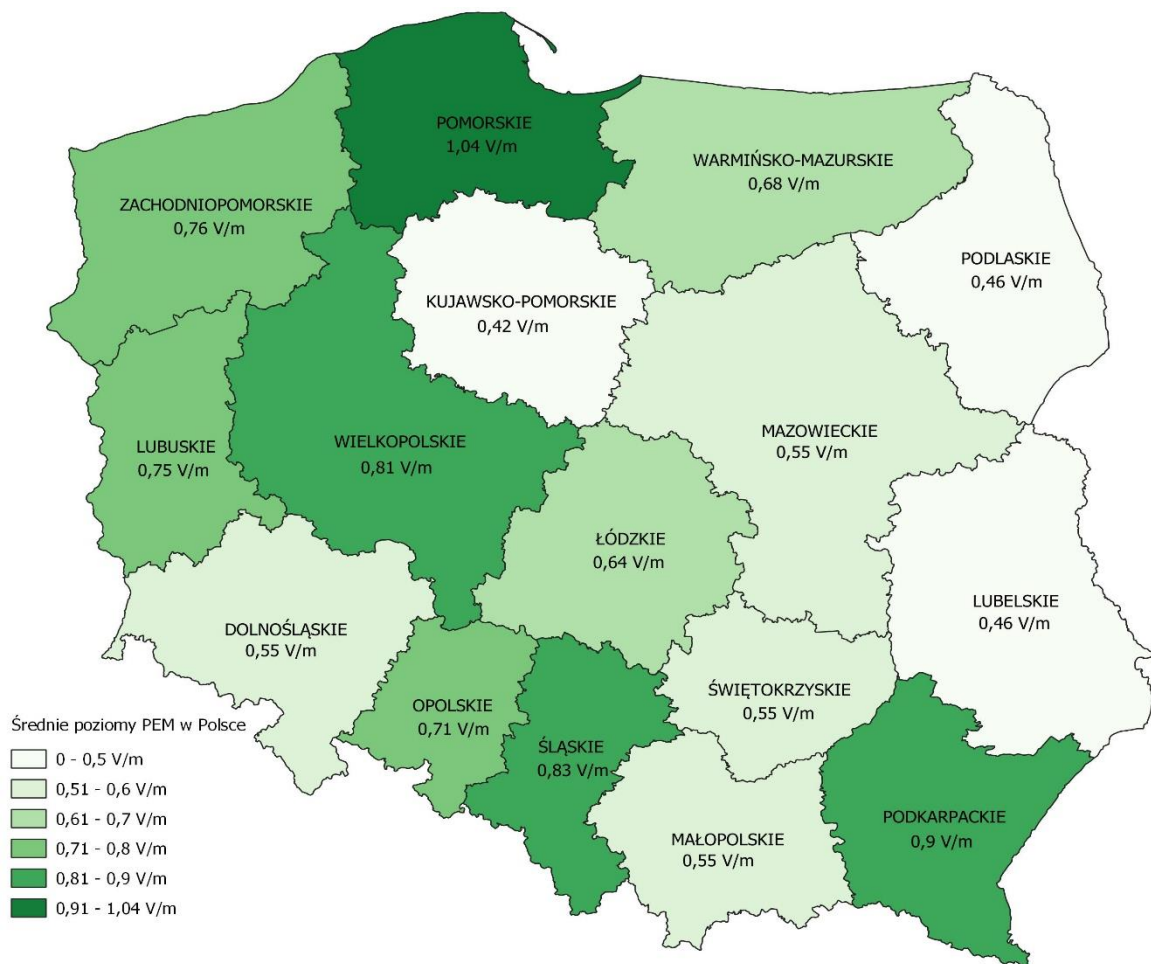 POMORSKIE
1,04 V/m
WARMIŃSKO-MAZURSKIE
0,68 V/m
ZACHODNIOPOMORSKIE
0,76 V/m
PODLASKIE
0,46 V/m
KUJAWSKO-POMORSKIE
0,42 V/m
MAZOWIECKIE
0,55 V/m
LUBUSKIE
0,75 V/m
WIELKOPOLSKIE
0,81 V/m
ŁÓDZKIE
0,64 V/m
LUBELSKIE
0,46 V/m
DOLNOŚLĄSKIE
0,55 V/m
OPOLSKIE
0,71 V/m
ŚLĄSKIE
0,83 V/m
ŚWIĘTOKRZYSKIE
0,55 V/m
MAŁOPOLSKIE
0,55 V/m
PODKARPACKIE
0,9 V/m
Średnie poziomy PEM w Polsce
0 - 0,5 V/m
0,51 - 0,6 V/m
0,61 - 0,7 V/m
0,71 - 0,8 V/m
0,81 - 0,9 V/m
0,91 - 1,04 V/m